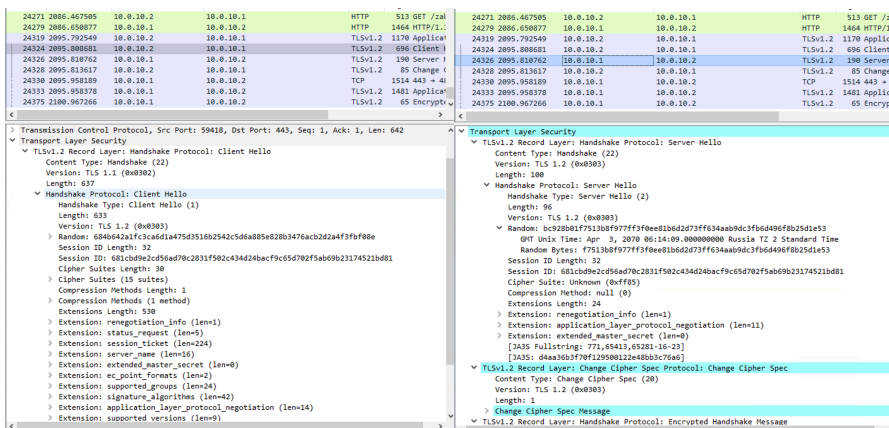 24271 2086.467505 10.0.10.2 10.0.10.1 HTTP 513 GET /zal
24279 2086.650877 10.0.10.1 10.0.10.2 HTTP 1464 HTTP/1.
24319 2095.792549 10.0.10.2 10.0.10.1 TLSv1.2 1170 Applicat
24324 2095.808681 10.0.10.2 10.0.10.1 TLSv1.2 696 Client H
24326 2095.810762 10.0.10.1 10.0.10.2 TLSv1.2 190 Server H
24328 2095.813617 10.0.10.2 10.0.10.1 TLSv1.2 85 Change C
24330 2095.958189 10.0.10.1 10.0.10.2 TCP 1514 443 → 48
24333 2095.958378 10.0.10.1 10.0.10.2 TLSv1.2 1481 Applicat
24375 2100.967266 10.0.10.1 10.0.10.2 TLSv1.2 65 Encrypte
Transmission Control Protocol, Src Port: 59418, Dst Port: 443, Seq: 1, Ack: 1, Len: 642
Transport Layer Security
TLSv1.2 Record Layer: Handshake Protocol: Client Hello
Content Type: Handshake (22)
Version: TLS 1.1 (0x0302)
Length: 637
Handshake Protocol: Client Hello
Handshake Type: Client Hello (1)
Length: 633
Version: TLS 1.2 (0x0303)
Random: 684b642a1fc3ca6d1a475d3516b2542c5d6a885e828b3476acb2d2a4f3fbf08e
Session ID Length: 32
Session ID: 681cbd9e2cd56ad70c2831f502c434d24bacf9c65d702f5ab69b23174521bd81
Cipher Suites Length: 30
Cipher Suites (15 suites)
Compression Methods Length: 1
Compression Methods (1 method)
Extensions Length: 530
Extension: renegotiation_info (len=1)
Extension: status_request (len=5)
Extension: session_ticket (len=224)
Extension: server_name (len=16)
Extension: extended_master_secret (len=0)
Extension: ec_point_formats (len=2)
Extension: supported_groups (len=24)
Extension: signature_algorithms (len=42)
Extension: application_layer_protocol_negotiation (len=14)
Extension: supported_versions (len=9)
24271 2086.467505 10.0.10.2 10.0.10.1 HTTP 513 GET /z
24279 2086.650877 10.0.10.1 10.0.10.2 HTTP 1464 HTTP/1
24319 2095.792549 10.0.10.2 10.0.10.1 TLSv1.2 1170 Applic
24324 2095.808681 10.0.10.2 10.0.10.1 TLSv1.2 696 Client
24326 2095.810762 10.0.10.1 10.0.10.2 TLSv1.2 190 Server
24328 2095.813617 10.0.10.2 10.0.10.1 TLSv1.2 85 Change
24330 2095.958189 10.0.10.1 10.0.10.2 TCP 1514 443 →
24333 2095.958378 10.0.10.1 10.0.10.2 TLSv1.2 1481 Applic
24375 2100.967266 10.0.10.1 10.0.10.2 TLSv1.2 65 Encryp
Transport Layer Security
TLSv1.2 Record Layer: Handshake Protocol: Server Hello
Content Type: Handshake (22)
Version: TLS 1.2 (0x0303)
Length: 100
Handshake Protocol: Server Hello
Handshake Type: Server Hello (2)
Length: 96
Version: TLS 1.2 (0x0303)
Random: bc928b01f7513b8f977ff3f0ee81b6d2d73ff634aab9dc3fb6d496f8b25d1e53
GMT Unix Time: Apr 3, 2070 06:14:09.000000000 Russia TZ 2 Standard Time
Random Bytes: f7513b8f977ff3f0ee81b6d2d73ff634aab9dc3fb6d496f8b25d1e53
Session ID Length: 32
Session ID: 681cbd9e2cd56ad70c2831f502c434d24bacf9c65d702f5ab69b23174521bd81
Cipher Suite: Unknown (0xff85)
Compression Method: null (0)
Extensions Length: 24
Extension: renegotiation_info (len=1)
Extension: application_layer_protocol_negotiation (len=11)
Extension: extended_master_secret (len=0)
[JA3S Fullstring: 771,65413,65281-16-23]
[JA3S: d4aa36b3f70f129500122e48bb3c76a6]
TLSv1.2 Record Layer: Change Cipher Spec Protocol: Change Cipher Spec
Content Type: Change Cipher Spec (20)
Version: TLS 1.2 (0x0303)
Length: 1
Change Cipher Spec Message
TLSv1.2 Record Layer: Handshake Protocol: Encrypted Handshake Message